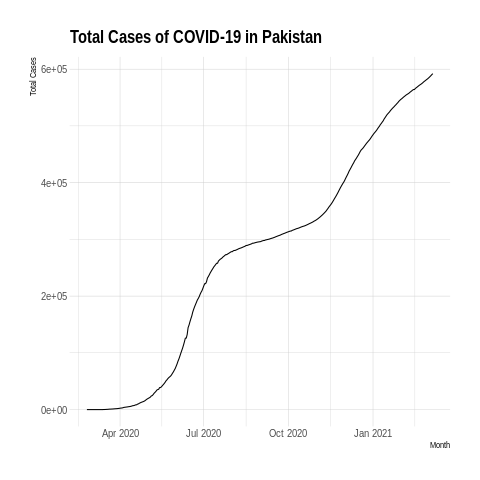 Total Cases of COVID-19 in Pakistan
Total Cases
6e+05
4e+05
2e+05
0e+00
Apr 2020 Jul 2020 Oct 2020 Jan 2021
Month